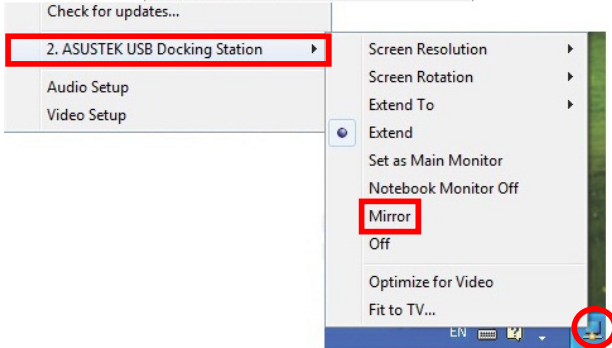 Check for updates...
2. ASUSTEK USB Docking Station
Audio Setup
Video Setup
Screen Resolution
Screen Rotation
Extend To
Extend
Set as Main Monitor
Notebook Monitor Off
Mirror
Off
Optimize for Video
Fit to TV...
EN